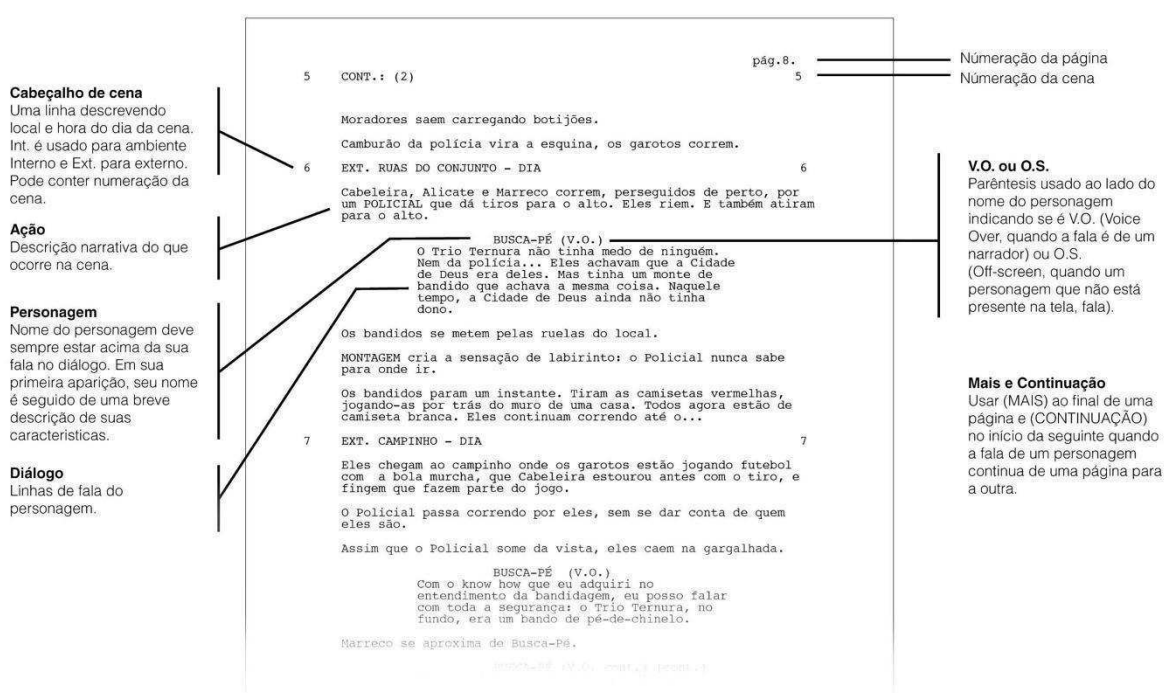 Cabeçalho de cena
Uma linha descrevendo
local e hora do dia da cena.
Int. é usado para ambiente
Interno e Ext. para externo.
Pode conter numeração da
cena.
Ação
Descrição narrativa do que
ocorre na cena.
Personagem
Nome do personagem deve
sempre estar acima da sua
fala no diálogo. Em sua
primeira aparição, seu nome
é seguido de uma breve
descrição de suas
caracteristicas.
Diálogo
Linhas de fala do
personagem.
pág.8.
5 CONT.: (2) 5
Moradores saem carregando botijões.
Camburão da polícia vira a esquina, os garotos correm.
6 EXT. RUAS DO CONJUNTO - DIA 6
Cabeleira, Alicate e Marreco correm, perseguidos de perto, por
um POLICIAL que dá tiros para o alto. Eles riem. E também atiram
para o alto.
BUSCA-PÉ (V.O.)
O Trio Ternura não tinha medo de ninguém.
Nem da polícia... Eles achavam que a Cidade
de Deus era deles. Mas tinha um monte de
bandido que achava a mesma coisa. Naquele
tempo, a Cidade de Deus ainda não tinha
dono.
Os bandidos se metem pelas ruelas do local.
MONTAGEM cria a sensação de labirinto: o Policial nunca sabe
para onde ir.
Os bandidos param um instante. Tiram as camisetas vermelhas,
jogando-as por trás do muro de uma casa. Todos agora estão de
camiseta branca. Eles continuam correndo até o...
7 EXT. CAMPINHO - DIA 7
Eles chegam ao campinho onde os garotos estão jogando futebol
com a bola murcha, que Cabeleira estourou antes com o tiro, e
fingem que fazem parte do jogo.
O Policial passa correndo por eles, sem se dar conta de quem
eles são.
Assim que o Policial some da vista, eles caem na gargalhada.
BUSCA-PÉ (V.O.)
Com o know how que eu adquiri no
entendimento da bandidagem, eu posso falar
com toda a segurança: o Trio Ternura, no
fundo, era um bando de pé-de-chinelo.
Marreco se aproxima de Busca-Pé.
BUSCA-PÉ (V.O.
Númeração da página
Númeração da cena
V.O. ou O.S.
Parêntesis usado ao lado do
nome do personagem
indicando se é V.O. (Voice
Over, quando a fala é de um
narrador) ou O.S.
(Off-screen, quando um
personagem que não está
presente na tela, fala).
Mais e Continuação
Usar (MAIS) ao final de uma
página e (CONTINUAÇÃO)
no início da seguinte quando
a fala de um personagem
continua de uma página para
a outra.